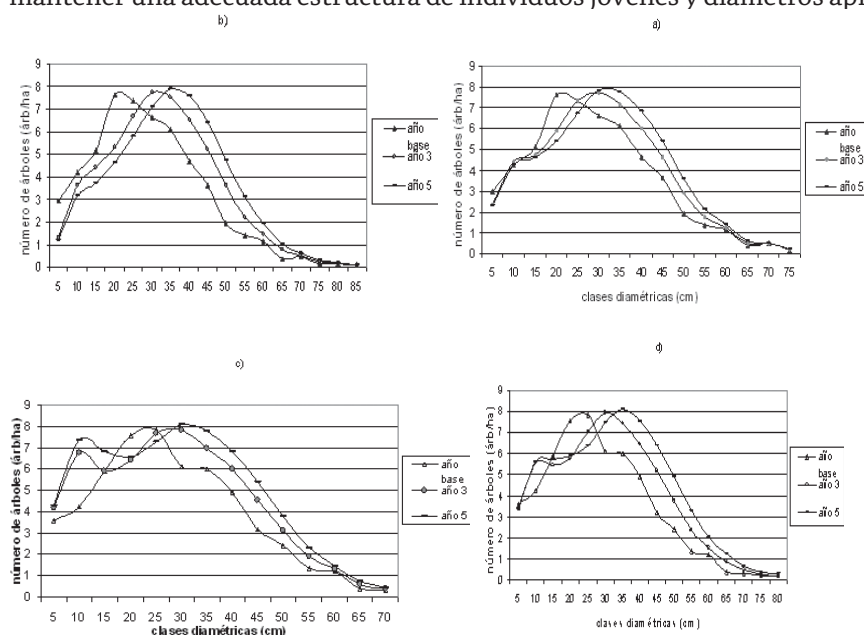 mantener una adecuada estructura de individuos jóvenes y diámetros
b)
a)
número de árboles (árb/ha)
9
8
7
6
5
4
3
2
1
0
5 10 15 20 25 30 35 40 45 50 55 60 65 70 75 80 85
año
base
año 3
año 5
número de árboles (árb/ha)
9
8
7
6
5
4
3
2
1
0
5 10 15 20 25 30 35 40 45 50 55 60 65 70 75
clases diamétricas (cm)
año
base
año 3
año 5
c)
d)
número de árboles (árb/ha)
9
8
7
6
5
4
3
2
1
0
5 10 15 20 25 30 35 40 45 50 55 60 65 70
clases diamétricas (cm)
año
base
año 3
año 5
número de árboles (árb/ha)
9
8
7
6
5
4
3
2
1
0
5 10 15 20 25 30 35 40 45 50 55 60 65 70 75 80
clases diamétricas (cm)
año
base
año 3
año 5